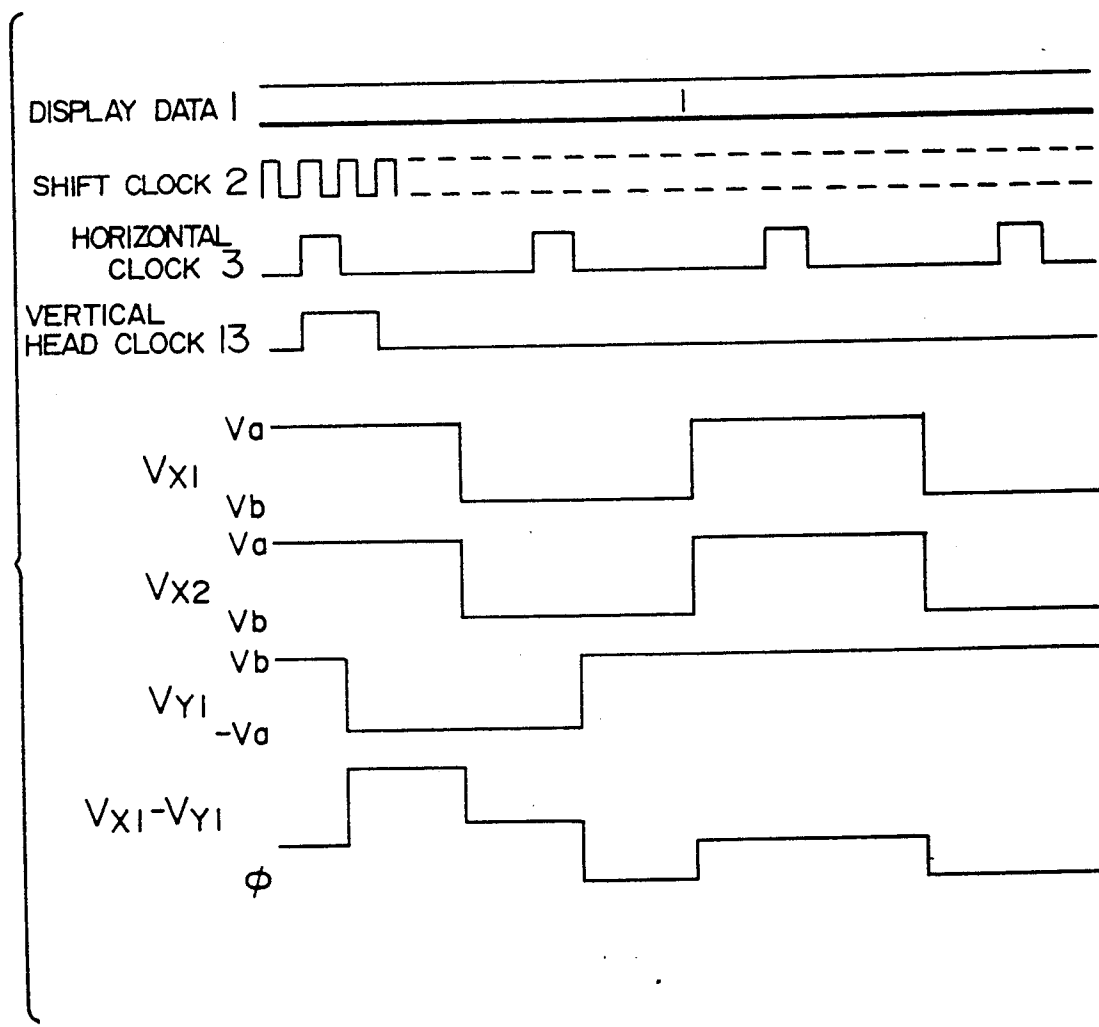 DISPLAY DATA 1
1
SHIFT CLOCK 2
HORIZONTAL
CLOCK 3
VERTICAL
HEAD CLOCK 13
Va
VX1
Vb
Va
VX2
Vb
Vb
VY1
-Va
VX1-VY1
φ